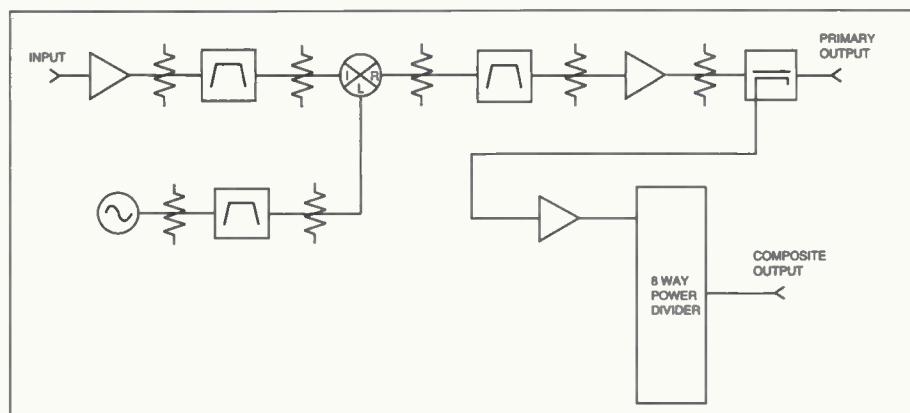 INPUT
PRIMARY
OUTPUT
I
R
L
8 WAY
POWER
DIVIDER
COMPOSITE
OUTPUT